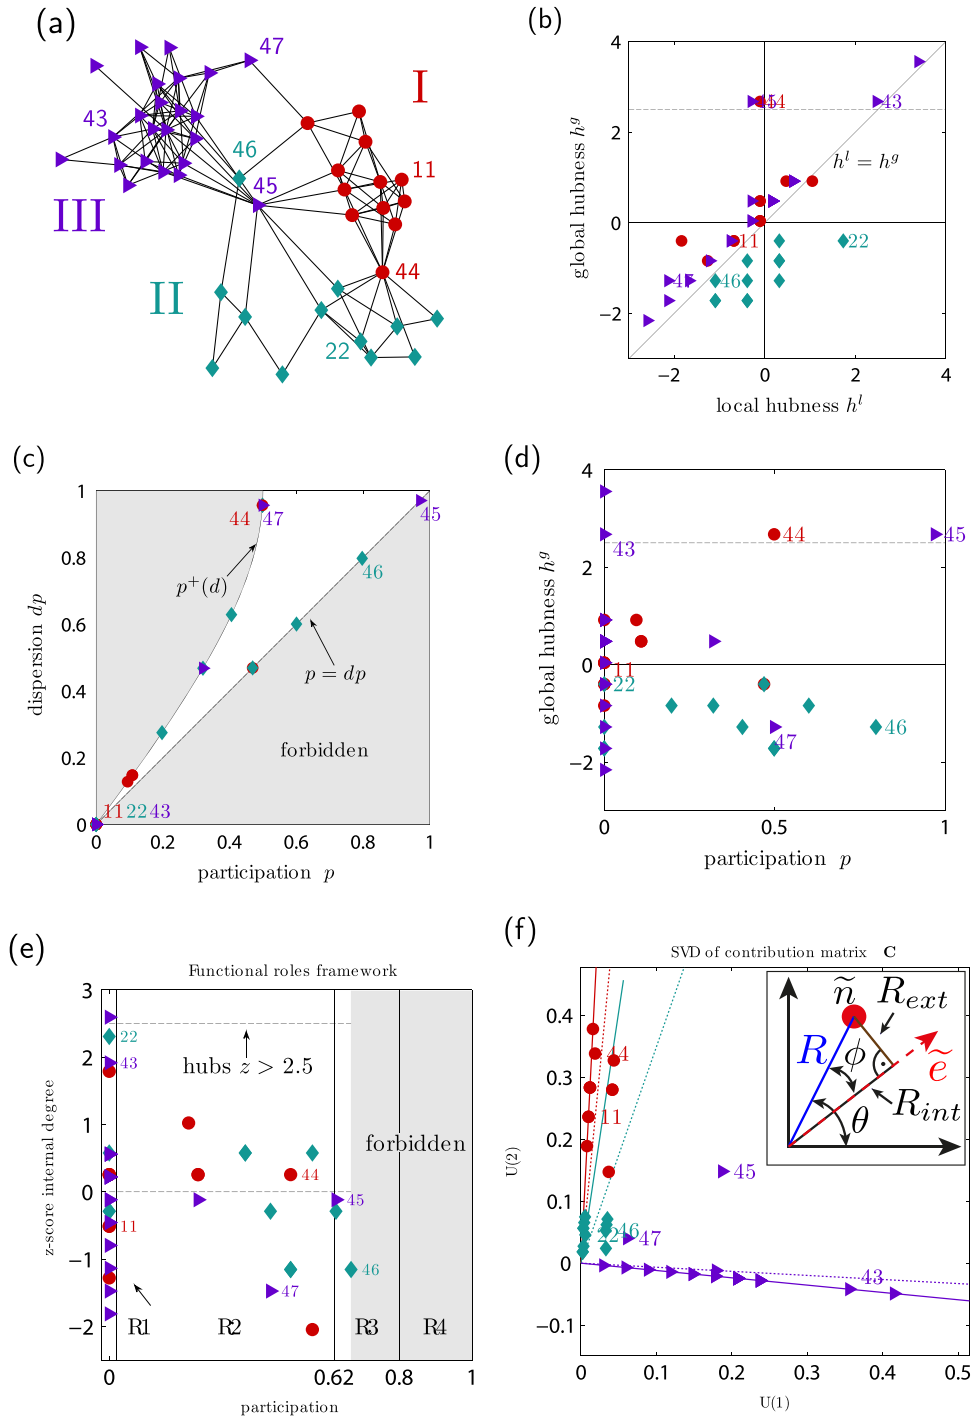 (a)
47
I
43
46
11
45
III
44
II
22
(b)
4
2
0
−2
−2
0
2
4
global hubness h^g
local hubness h^l
45
44
43
h^l = h^g
11
22
47
46
(c)
1
0.8
0.6
0.4
0.2
0
0
0.2
0.4
0.6
0.8
1
dispersion dp
participation p
44
47
45
p^+(d)
46
p = dp
forbidden
11 22 43
(d)
4
2
0
−2
0
0.5
1
global hubness h^g
participation p
44
45
43
11
22
46
47
(e)
Functional roles framework
3
2
1
0
−1
−2
0
0.62
0.8
1
z-score internal degree
participation
22
43
hubs z > 2.5
forbidden
44
45
11
46
47
R1
R2
R3
R4
(f)
SVD of contribution matrix C
0.4
0.3
0.2
0.1
0
−0.1
0
0.1
0.2
0.3
0.4
0.5
U(2)
U(1)
44
11
45
22
46
47
43
ñ
R_ext
R
ϕ
ẽ
R_int
θ